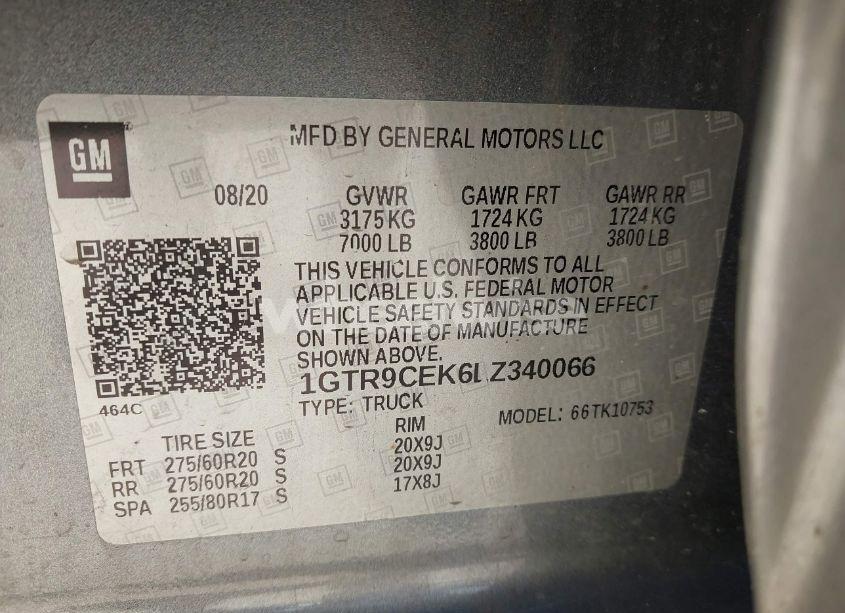 GM
MFD BY GENERAL MOTORS LLC
08/20 GVWR GAWR FRT GAWR RR
3175 KG 1724 KG 1724 KG
7000 LB 3800 LB 3800 LB
THIS VEHICLE CONFORMS TO ALL
APPLICABLE U.S. FEDERAL MOTOR
VEHICLE SAFETY STANDARDS IN EFFECT
ON THE DATE OF MANUFACTURE
SHOWN ABOVE.
464C
TYPE: TRUCK MODEL: 66TK10753
TIRE SIZE RIM
FRT 275/60R20 S 20X9J
RR 275/60R20 S 20X9J
SPA 255/80R17 S 17X8J